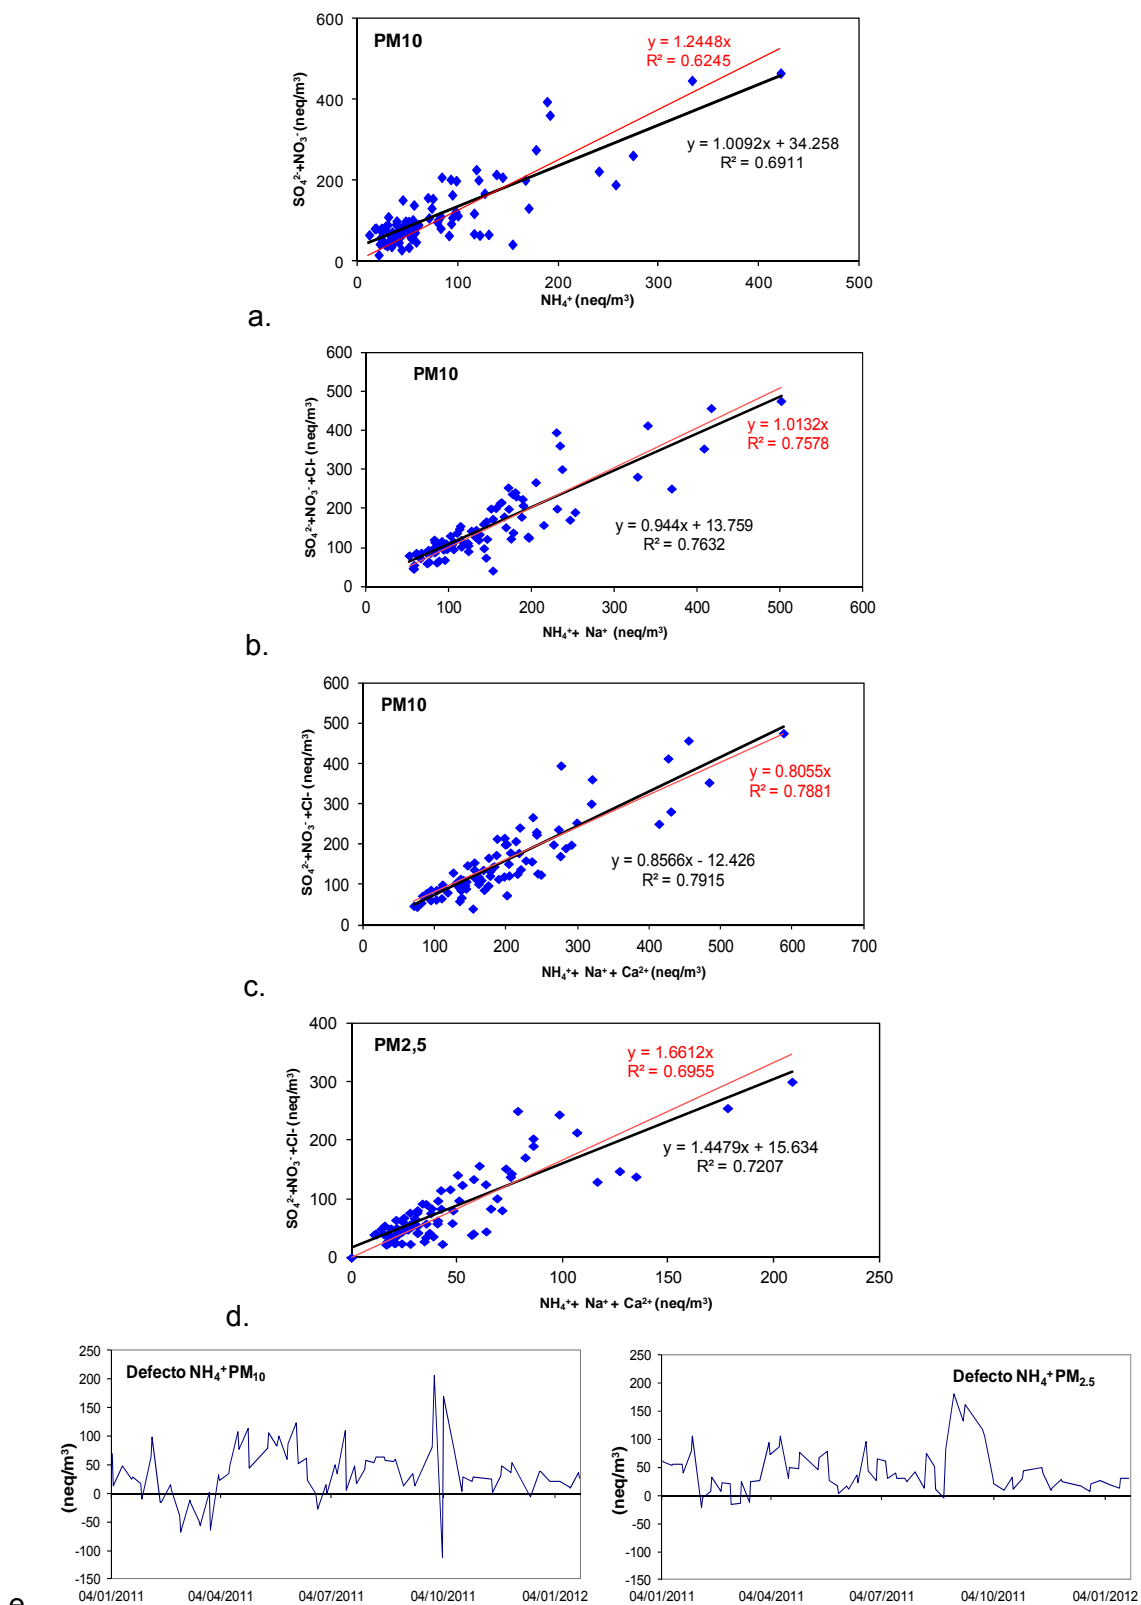 600
PM10
y = 1.2448x
R² = 0.6245
400
y = 1.0092x + 34.258
R² = 0.6911
200
0
0 100 200 300 400 500
SO₄²⁻+NO₃⁻ (neq/m³)
NH₄⁺ (neq/m³)
a.
600
PM10
500
400
y = 1.0132x
R² = 0.7578
300
200
y = 0.944x + 13.759
R² = 0.7632
100
0
0 100 200 300 400 500 600
SO₄²⁻+NO₃⁻+Cl- (neq/m³)
NH₄⁺+ Na⁺ (neq/m³)
b.
600
PM10
500
400
y = 0.8055x
R² = 0.7881
300
200
y = 0.8566x - 12.426
R² = 0.7915
100
0
0 100 200 300 400 500 600 700
SO₄²⁻+NO₃⁻+Cl- (neq/m³)
NH₄⁺+ Na⁺ + Ca²⁺ (neq/m³)
c.
400
PM2,5
y = 1.6612x
R² = 0.6955
300
200
y = 1.4479x + 15.634
R² = 0.7207
100
0
0 50 100 150 200 250
SO₄²⁻+NO₃⁻+Cl- (neq/m³)
NH₄⁺+ Na⁺ + Ca²⁺ (neq/m³)
d.
Defecto NH₄⁺PM₁₀
250
200
150
100
50
0
-50
-100
-150
(neq/m³)
04/01/2011 04/04/2011 04/07/2011 04/10/2011 04/01/2012
Defecto NH₄⁺PM₂.₅
250
200
150
100
50
0
-50
-100
-150
(neq/m³)
04/01/2011 04/04/2011 04/07/2011 04/10/2011 04/01/2012
e